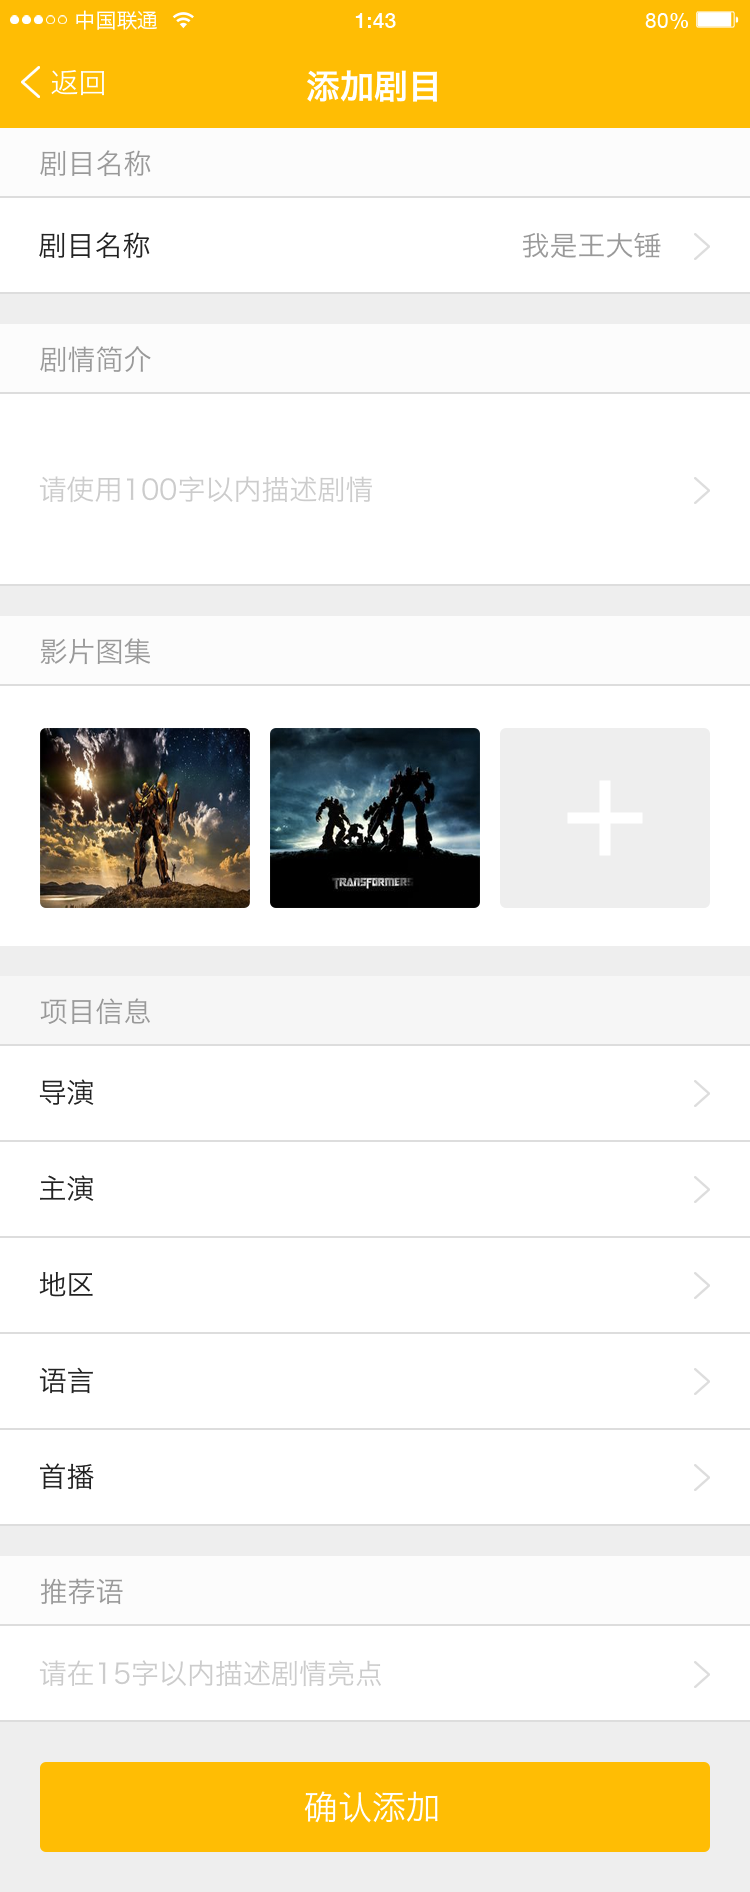 中国联通 1:43 80%
返回 添加剧目
剧目名称
剧目名称 我是王大锤
剧情简介
请使用100字以内描述剧情
影片图集
TRANSFORMERS
项目信息
导演
主演
地区
语言
首播
推荐语
请在15字以内描述剧情亮点
确认添加